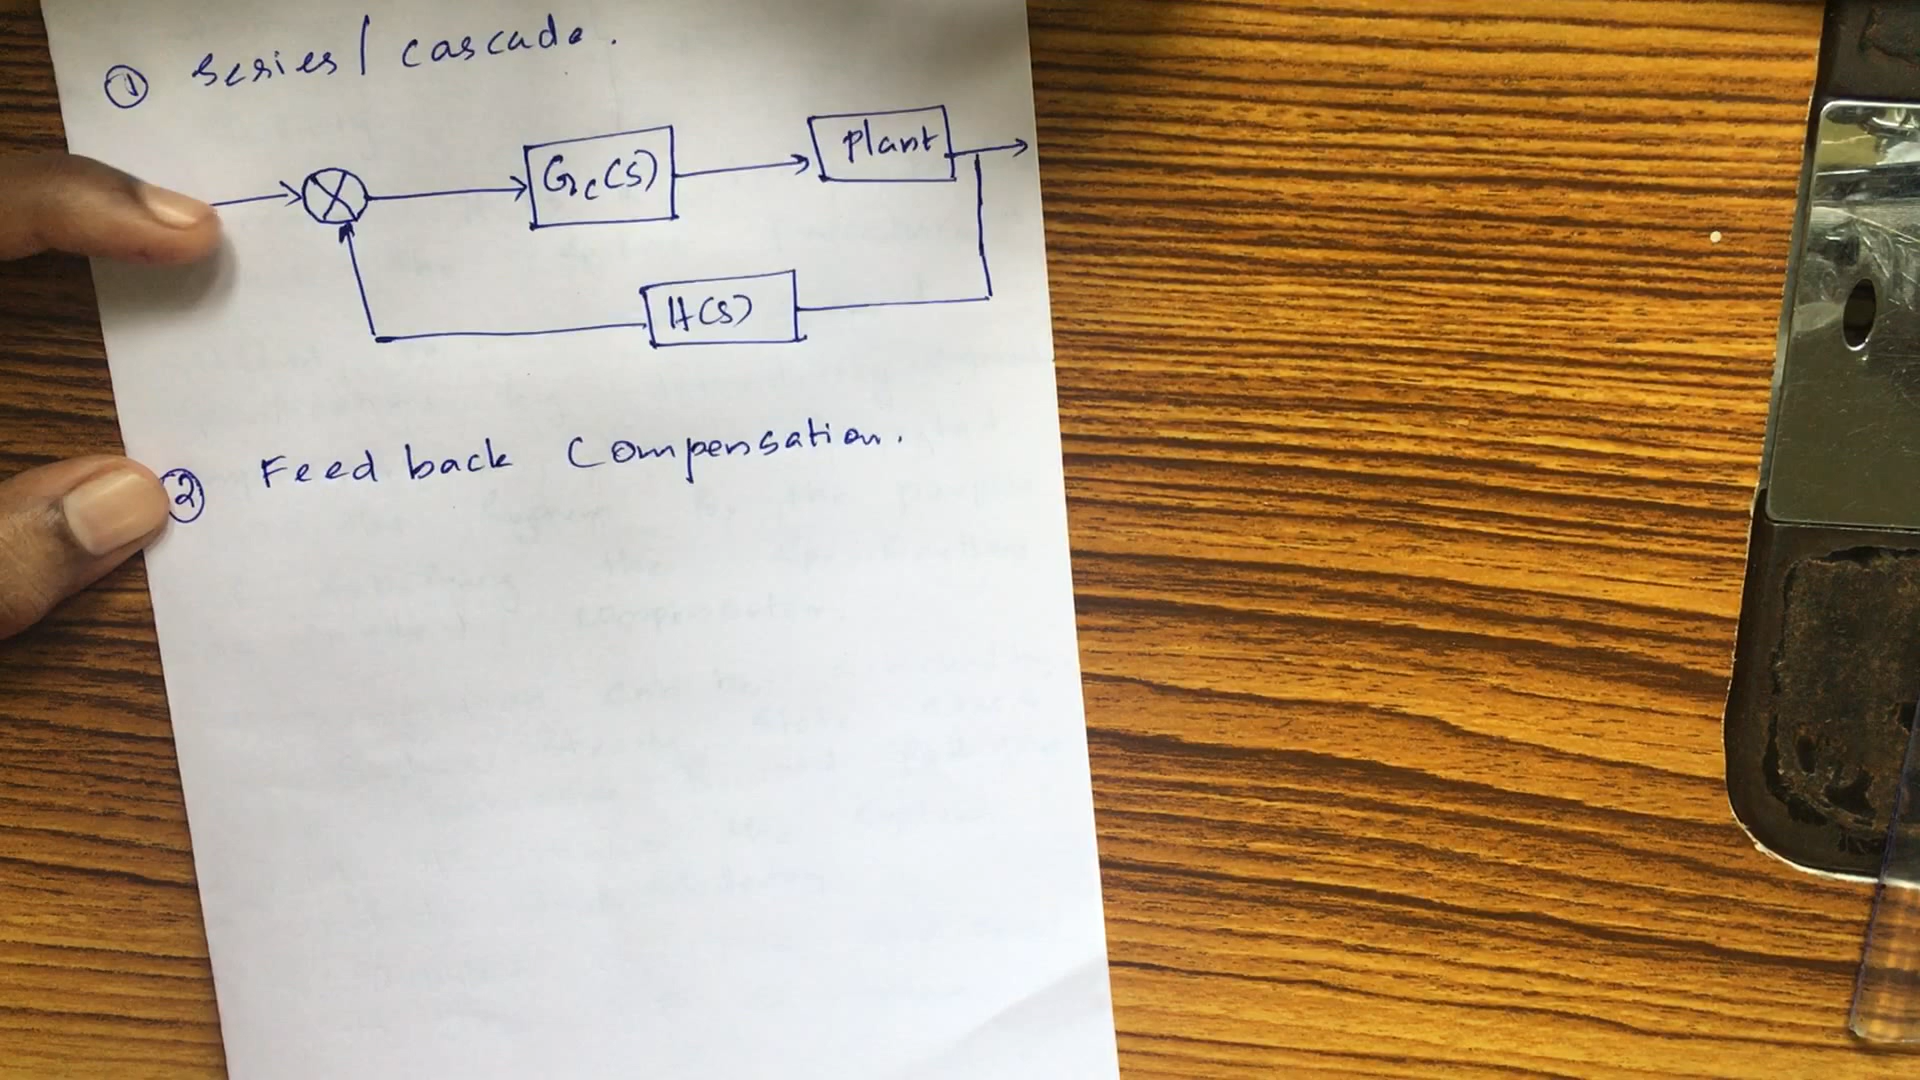 ① Series / cascade.
Gc(s)
Plant
H(s)
② Feed back Compensation.